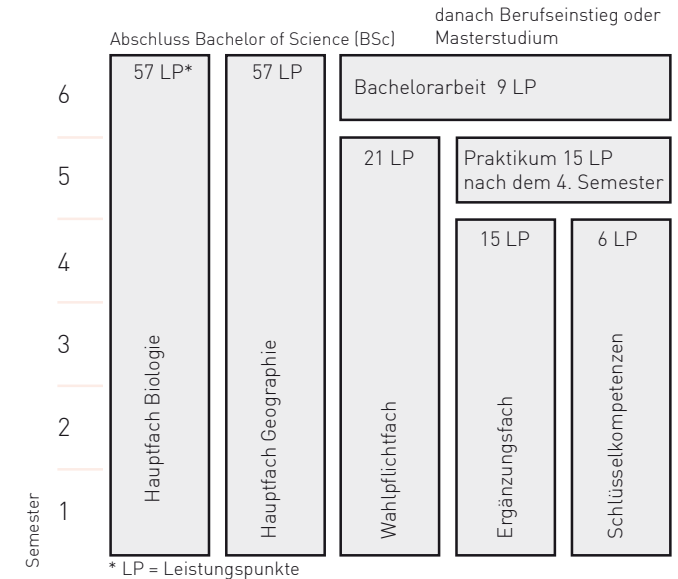 danach Berufseinstieg oder
Masterstudium
Abschluss Bachelor of Science (BSc)
57 LP*
57 LP
Bachelorarbeit 9 LP
6
21 LP
Praktikum 15 LP
nach dem 4. Semester
5
15 LP
6 LP
4
3
2
1
Semester
Hauptfach Biologie
Hauptfach Geographie
Wahlpflichtfach
Ergänzungsfach
Schlüsselkompetenzen
* LP = Leistungspunkte